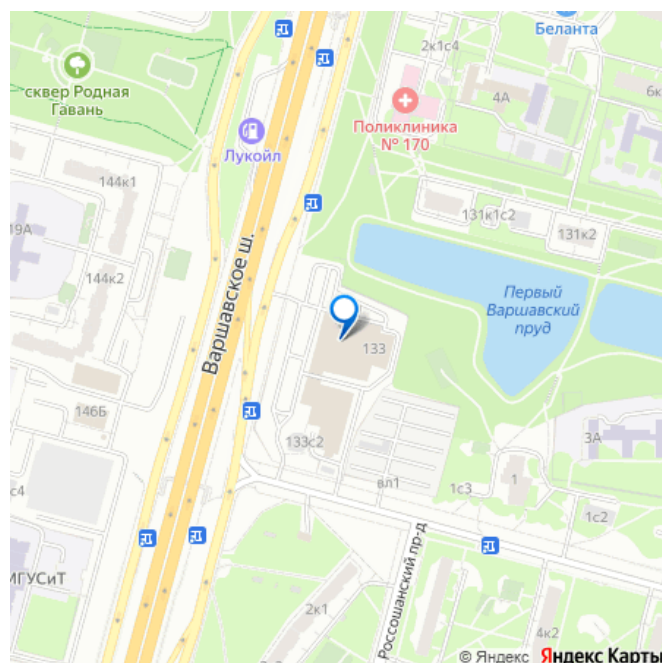 Беланта
2к1с4
сквер Родная
Гавань
4А
6к
Поликлиника
№ 170
Лукойл
144к1
131к1с2
19А
131к2
Варшавское ш.
144к2
Первый
Варшавский
пруд
133
146Б
133с2
3А
с4
вл1
1с3
1
1с2
Россошанский пр-д
МГУСиТ
2к1
4к2
© Яндекс Яндекс Карты